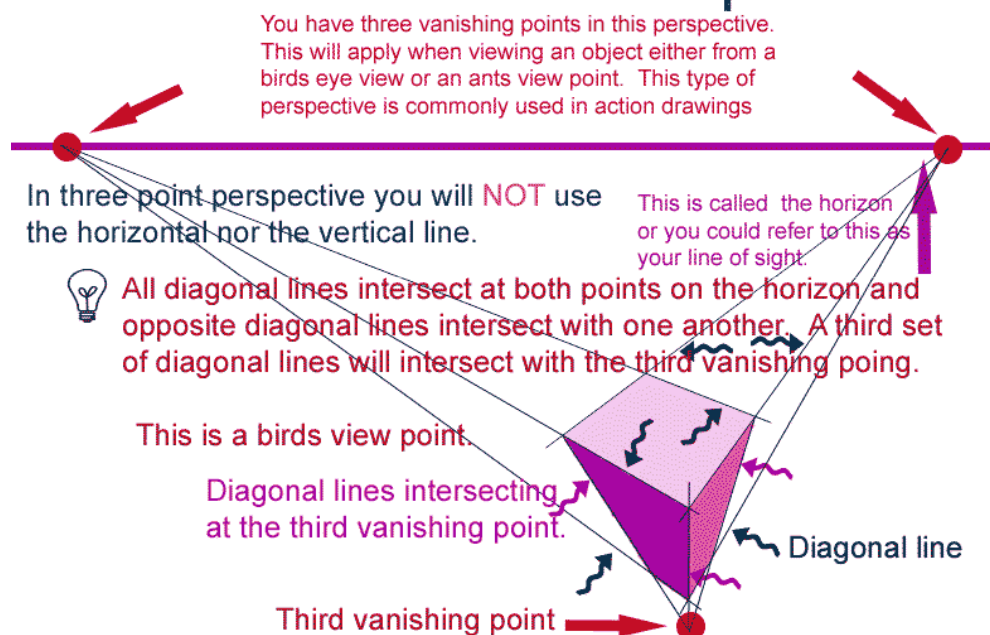 You have three vanishing points in this perspective.
This will apply when viewing an object either from a
birds eye view or an ants view point.  This type of
perspective is commonly used in action drawings
In three point perspective you will NOT use
the horizontal nor the vertical line.
This is called  the horizon
or you could refer to this as
your line of sight.
All diagonal lines intersect at both points on the horizon and
opposite diagonal lines intersect with one another.  A third set
of diagonal lines will intersect with the third vanishing poing.
This is a birds view point.
Diagonal lines intersecting
at the third vanishing point.
Diagonal line
Third vanishing point